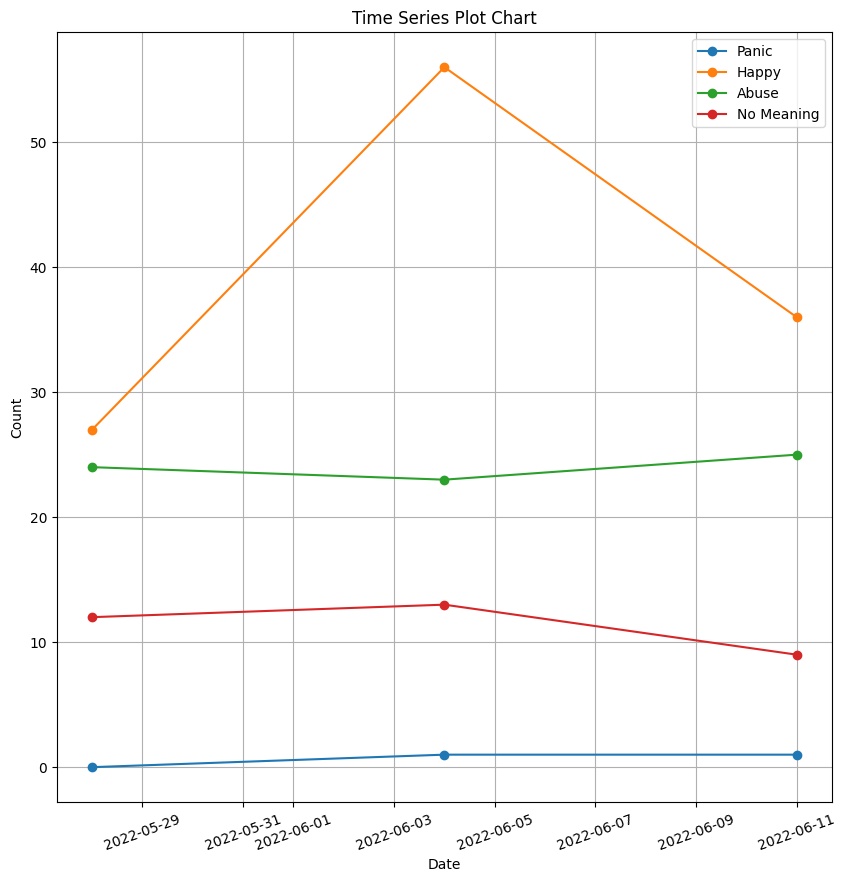 Time Series Plot Chart
Panic
Happy
Abuse
No Meaning
Count
50
40
30
20
10
0
2022-05-29
2022-05-31
2022-06-01
2022-06-03
2022-06-05
2022-06-07
2022-06-09
2022-06-11
Date